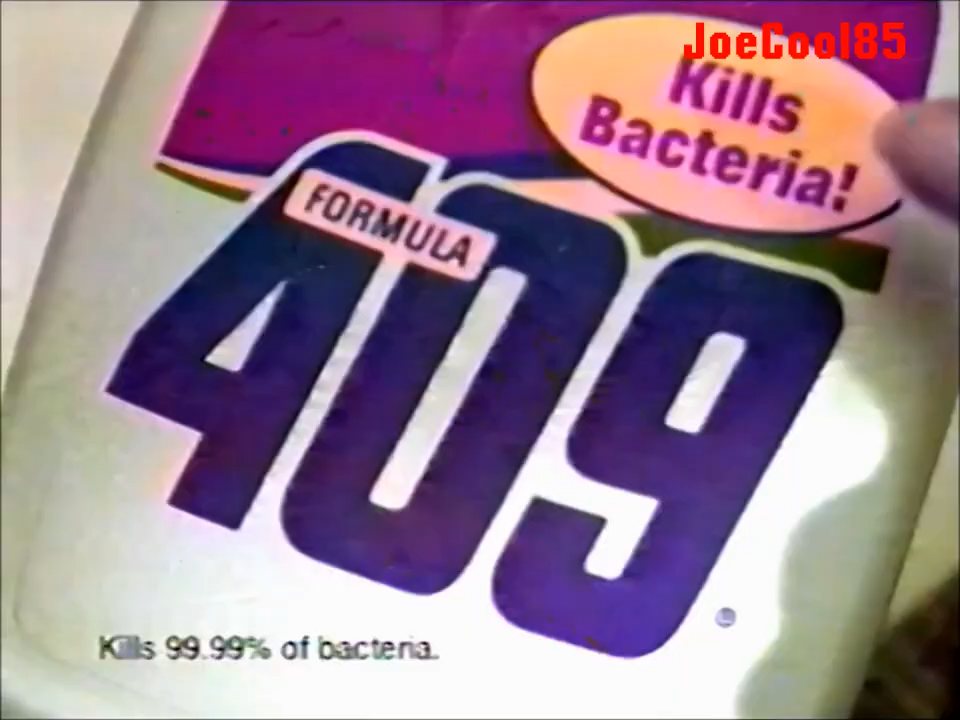 JoeCool85
Kills
Bacteria!
FORMULA
409
®
Kills 99.99% of bacteria.